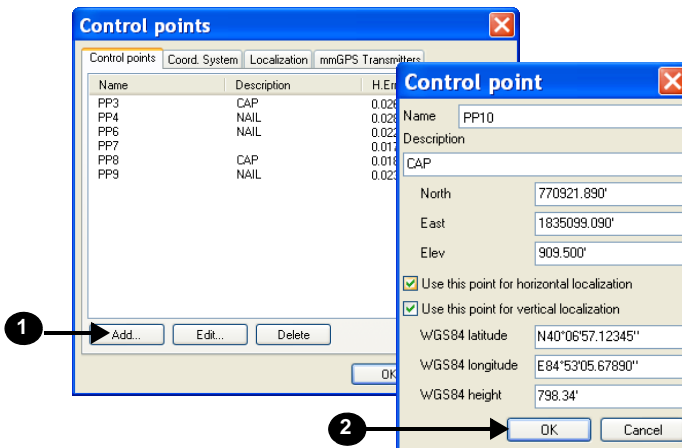 Control points
Control points Coord. System Localization mmGPS Transmitters
Name Description H.Err
PP3 CAP 0.026
PP4 NAIL 0.028
PP6 NAIL 0.022
PP7 0.017
PP8 CAP 0.018
PP9 NAIL 0.023
1
Add... Edit... Delete
OK
Control point
Name PP10
Description
CAP
North 770921.890'
East 1835099.090'
Elev 909.500'
Use this point for horizontal localization
Use this point for vertical localization
WGS84 latitude N40°06'57.12345''
WGS84 longitude E84°53'05.67890''
WGS84 height 798.34'
2
OK Cancel